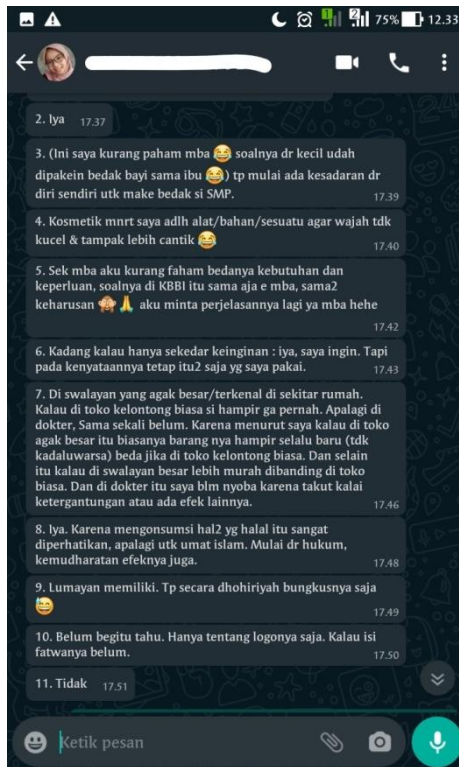 75% 12.33
2. Iya 17.37
3. (Ini saya kurang paham mba 😂 soalnya dr kecil udah
dipakein bedak bayi sama ibu 😂) tp mulai ada kesadaran dr
diri sendiri utk make bedak si SMP. 17.39
4. Kosmetik mnrt saya adlh alat/bahan/sesuatu agar wajah tdk
kucel & tampak lebih cantik 😂 17.40
5. Sek mba aku kurang faham bedanya kebutuhan dan
keperluan, soalnya di KBBI itu sama aja e mba, sama2
keharusan 🙈🙏 aku minta perjelasannya lagi ya mba hehe
17.42
6. Kadang kalau hanya sekedar keinginan : iya, saya ingin. Tapi
pada kenyataannya tetap itu2 saja yg saya pakai. 17.43
7. Di swalayan yang agak besar/terkenal di sekitar rumah.
Kalau di toko kelontong biasa si hampir ga pernah. Apalagi di
dokter, Sama sekali belum. Karena menurut saya kalau di toko
agak besar itu biasanya barang nya hampir selalu baru (tdk
kadaluwarsa) beda jika di toko kelontong biasa. Dan selain
itu kalau di swalayan besar lebih murah dibanding di toko
biasa. Dan di dokter itu saya blm nyoba karena takut kalai
ketergantungan atau ada efek lainnya. 17.46
8. Iya. Karena mengonsumsi hal2 yg halal itu sangat
diperhatikan, apalagi utk umat islam. Mulai dr hukum,
kemudharatan efeknya juga. 17.48
9. Lumayan memiliki. Tp secara dhohiriyah bungkusnya saja
😅 17.49
10. Belum begitu tahu. Hanya tentang logonya saja. Kalau isi
fatwanya belum. 17.50
11. Tidak 17.51
Ketik pesan